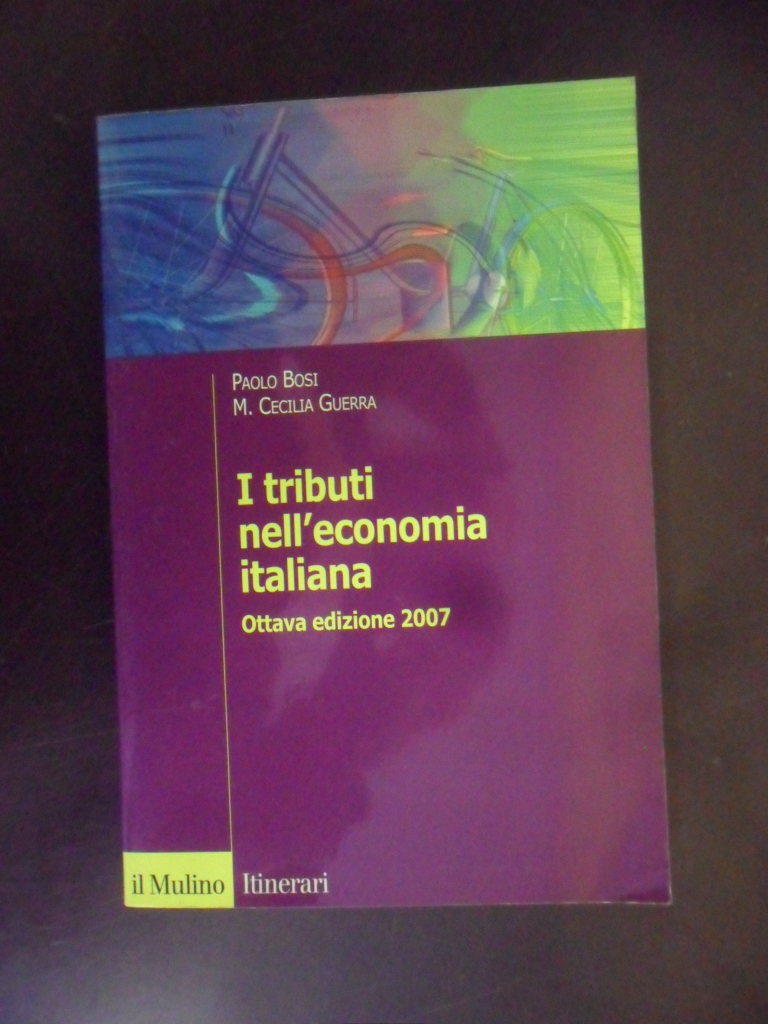 Paolo Bosi
M. Cecilia Guerra
I tributi
nell'economia
italiana
Ottava edizione 2007
il Mulino
Itinerari